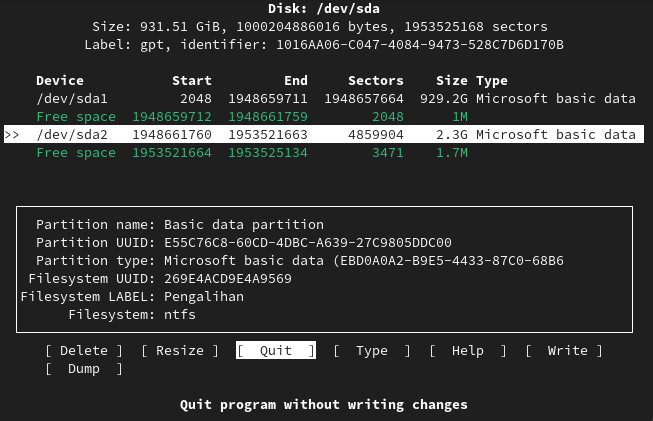 Disk: /dev/sda
Size: 931.51 GiB, 1000204886016 bytes, 1953525168 sectors
Label: gpt, identifier: 1016AA06-C047-4084-9473-528C7D6D170B
Device Start End Sectors Size Type
/dev/sda1 2048 1948659711 1948657664 929.2G Microsoft basic data
Free space 1948659712 1948661759 2048 1M
>> /dev/sda2 1948661760 1953521663 4859904 2.3G Microsoft basic data
Free space 1953521664 1953525134 3471 1.7M
Partition name: Basic data partition
Partition UUID: E55C76C8-60CD-4DBC-A639-27C9805DDC00
Partition type: Microsoft basic data (EBD0A0A2-B9E5-4433-87C0-68B6
Filesystem UUID: 269E4ACD9E4A9569
Filesystem LABEL: Pengalihan
Filesystem: ntfs
[ Delete ] [ Resize ] [ Quit ] [ Type ] [ Help ] [ Write ]
[ Dump ]
Quit program without writing changes